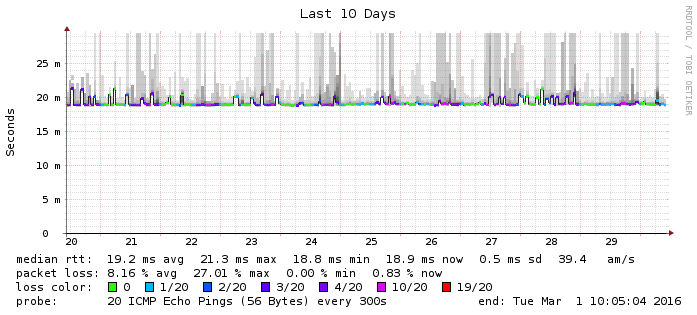 Last 10 Days
RRDTOOL / TOBI OETIKER
Seconds
25 m
20 m
15 m
10 m
5 m
0
20 21 22 23 24 25 26 27 28 29
median rtt: 19.2 ms avg 21.3 ms max 18.8 ms min 18.9 ms now 0.5 ms sd 39.4 am/s
packet loss: 8.16 % avg 27.01 % max 0.00 % min 0.83 % now
loss color: 0 1/20 2/20 3/20 4/20 10/20 19/20
probe: 20 ICMP Echo Pings (56 Bytes) every 300s end: Tue Mar 1 10:05:04 2016